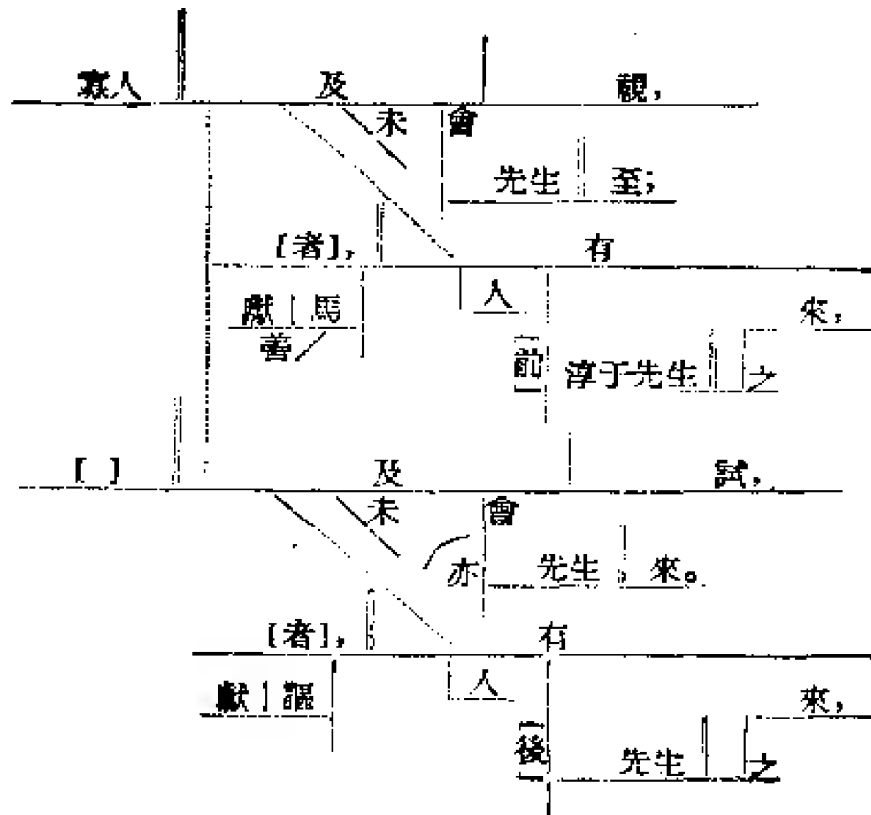 寡人 及 觀，
未 會
先生 至；
[者]， 有
獻 馬 人 來，
善 [前] 淳于先生 之
[ ] 及 試，
未 會
亦 先生 來。
[者]， 有
獻 謳 人 來，
[後] 先生 之